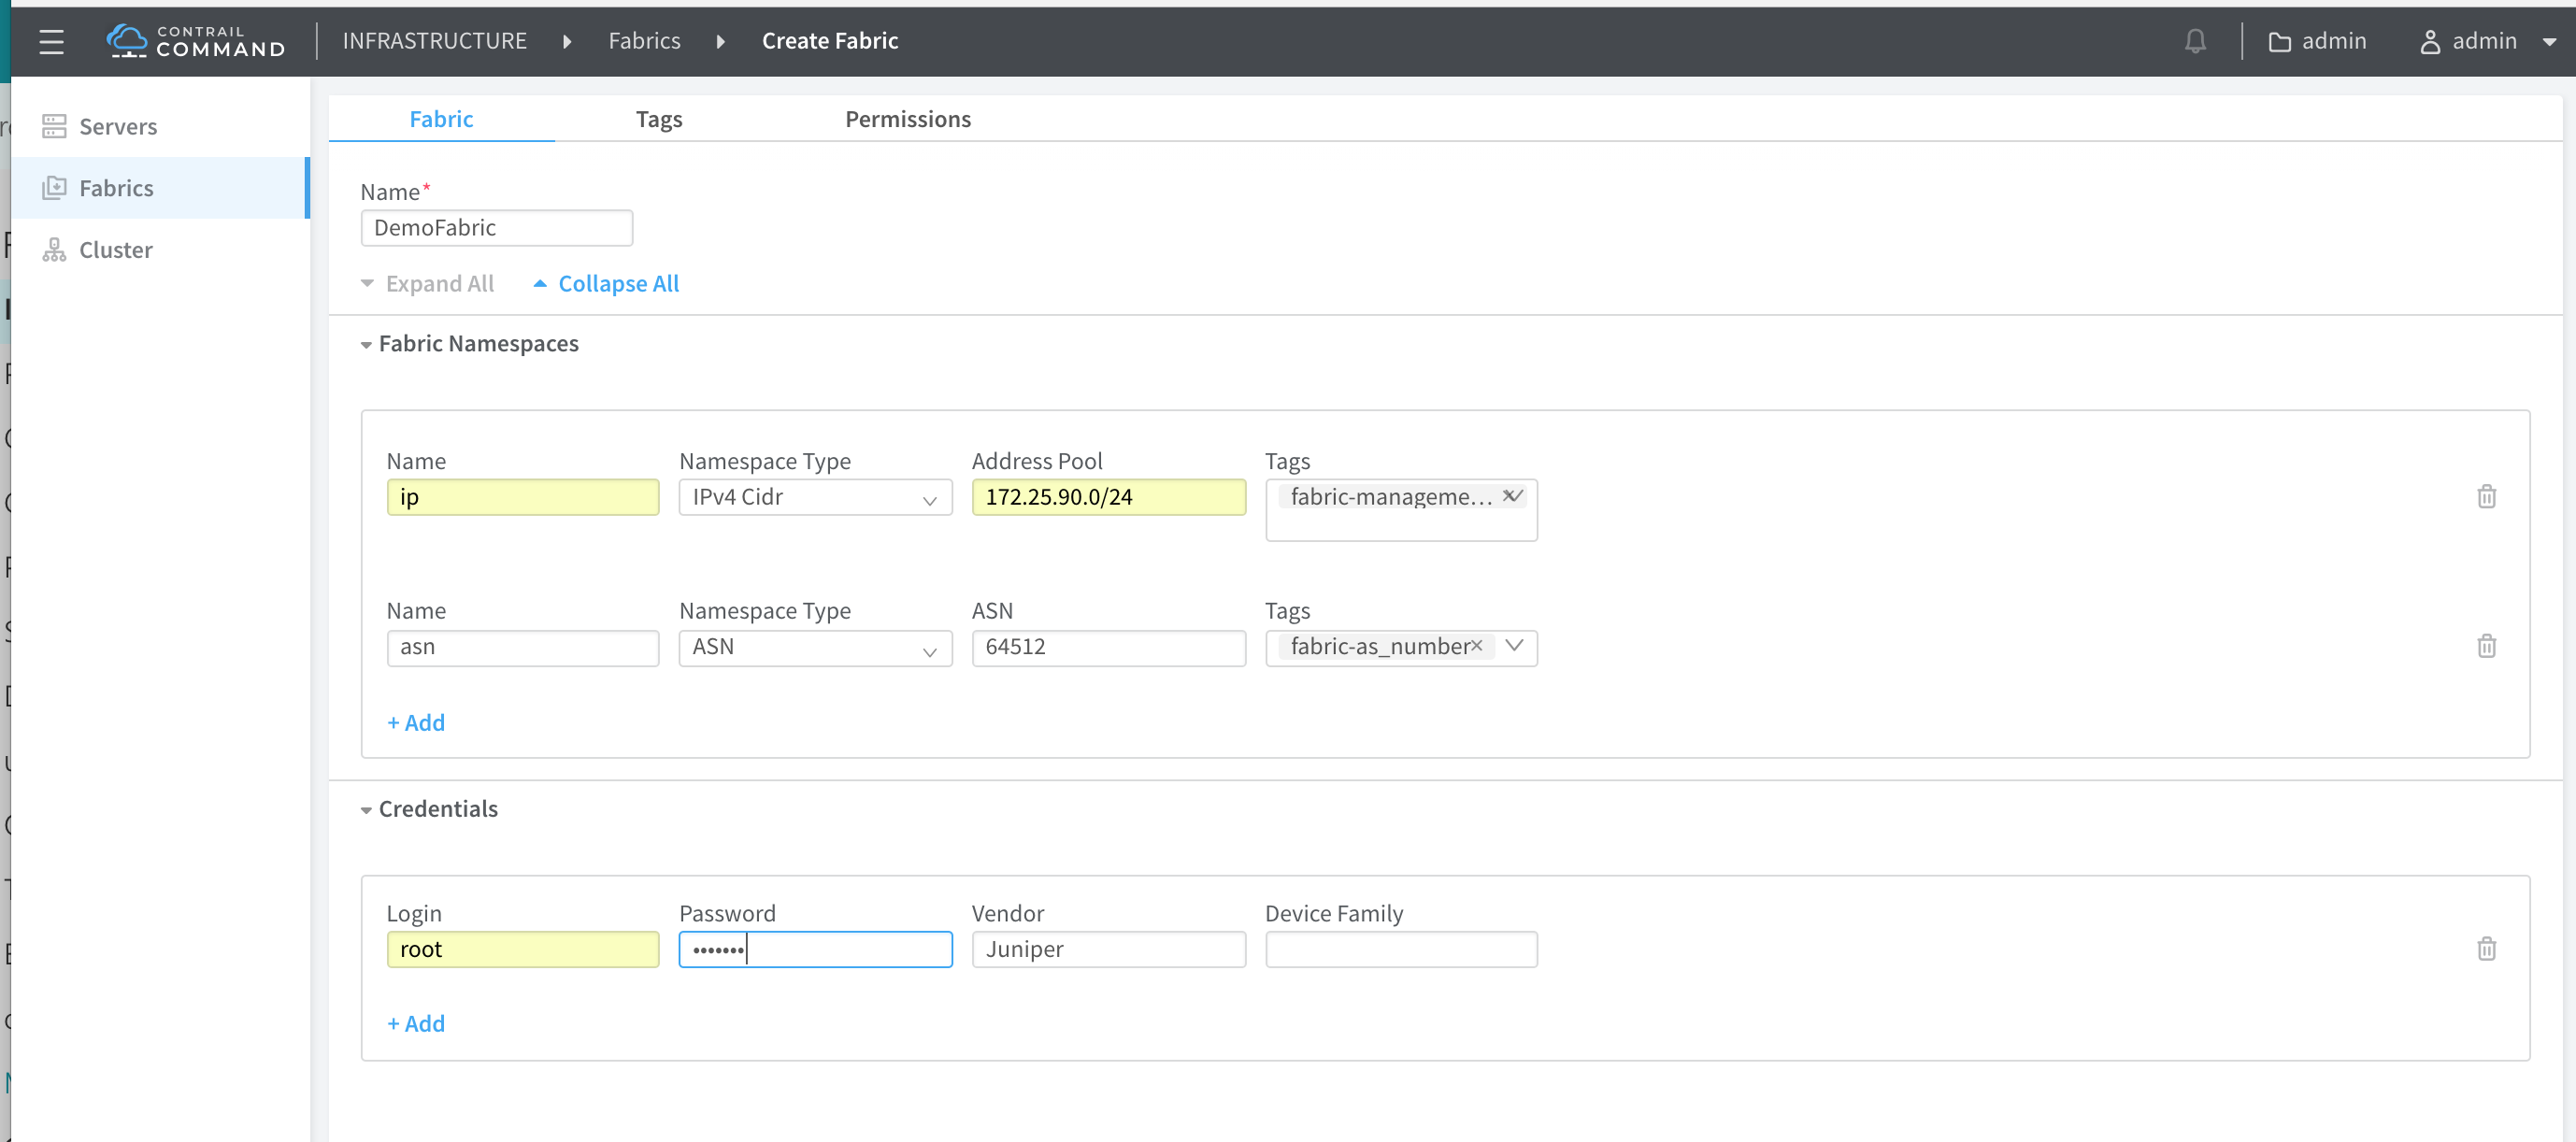 CONTRAIL
COMMAND
INFRASTRUCTURE Fabrics Create Fabric admin admin
Servers
Fabrics
Cluster
Fabric Tags Permissions
Name*
DemoFabric
Expand All Collapse All
Fabric Namespaces
Name Namespace Type Address Pool Tags
ip IPv4 Cidr 172.25.90.0/24 fabric-manageme...
Name Namespace Type ASN Tags
asn ASN 64512 fabric-as_number
+ Add
Credentials
Login Password Vendor Device Family
root ••••••• Juniper
+ Add